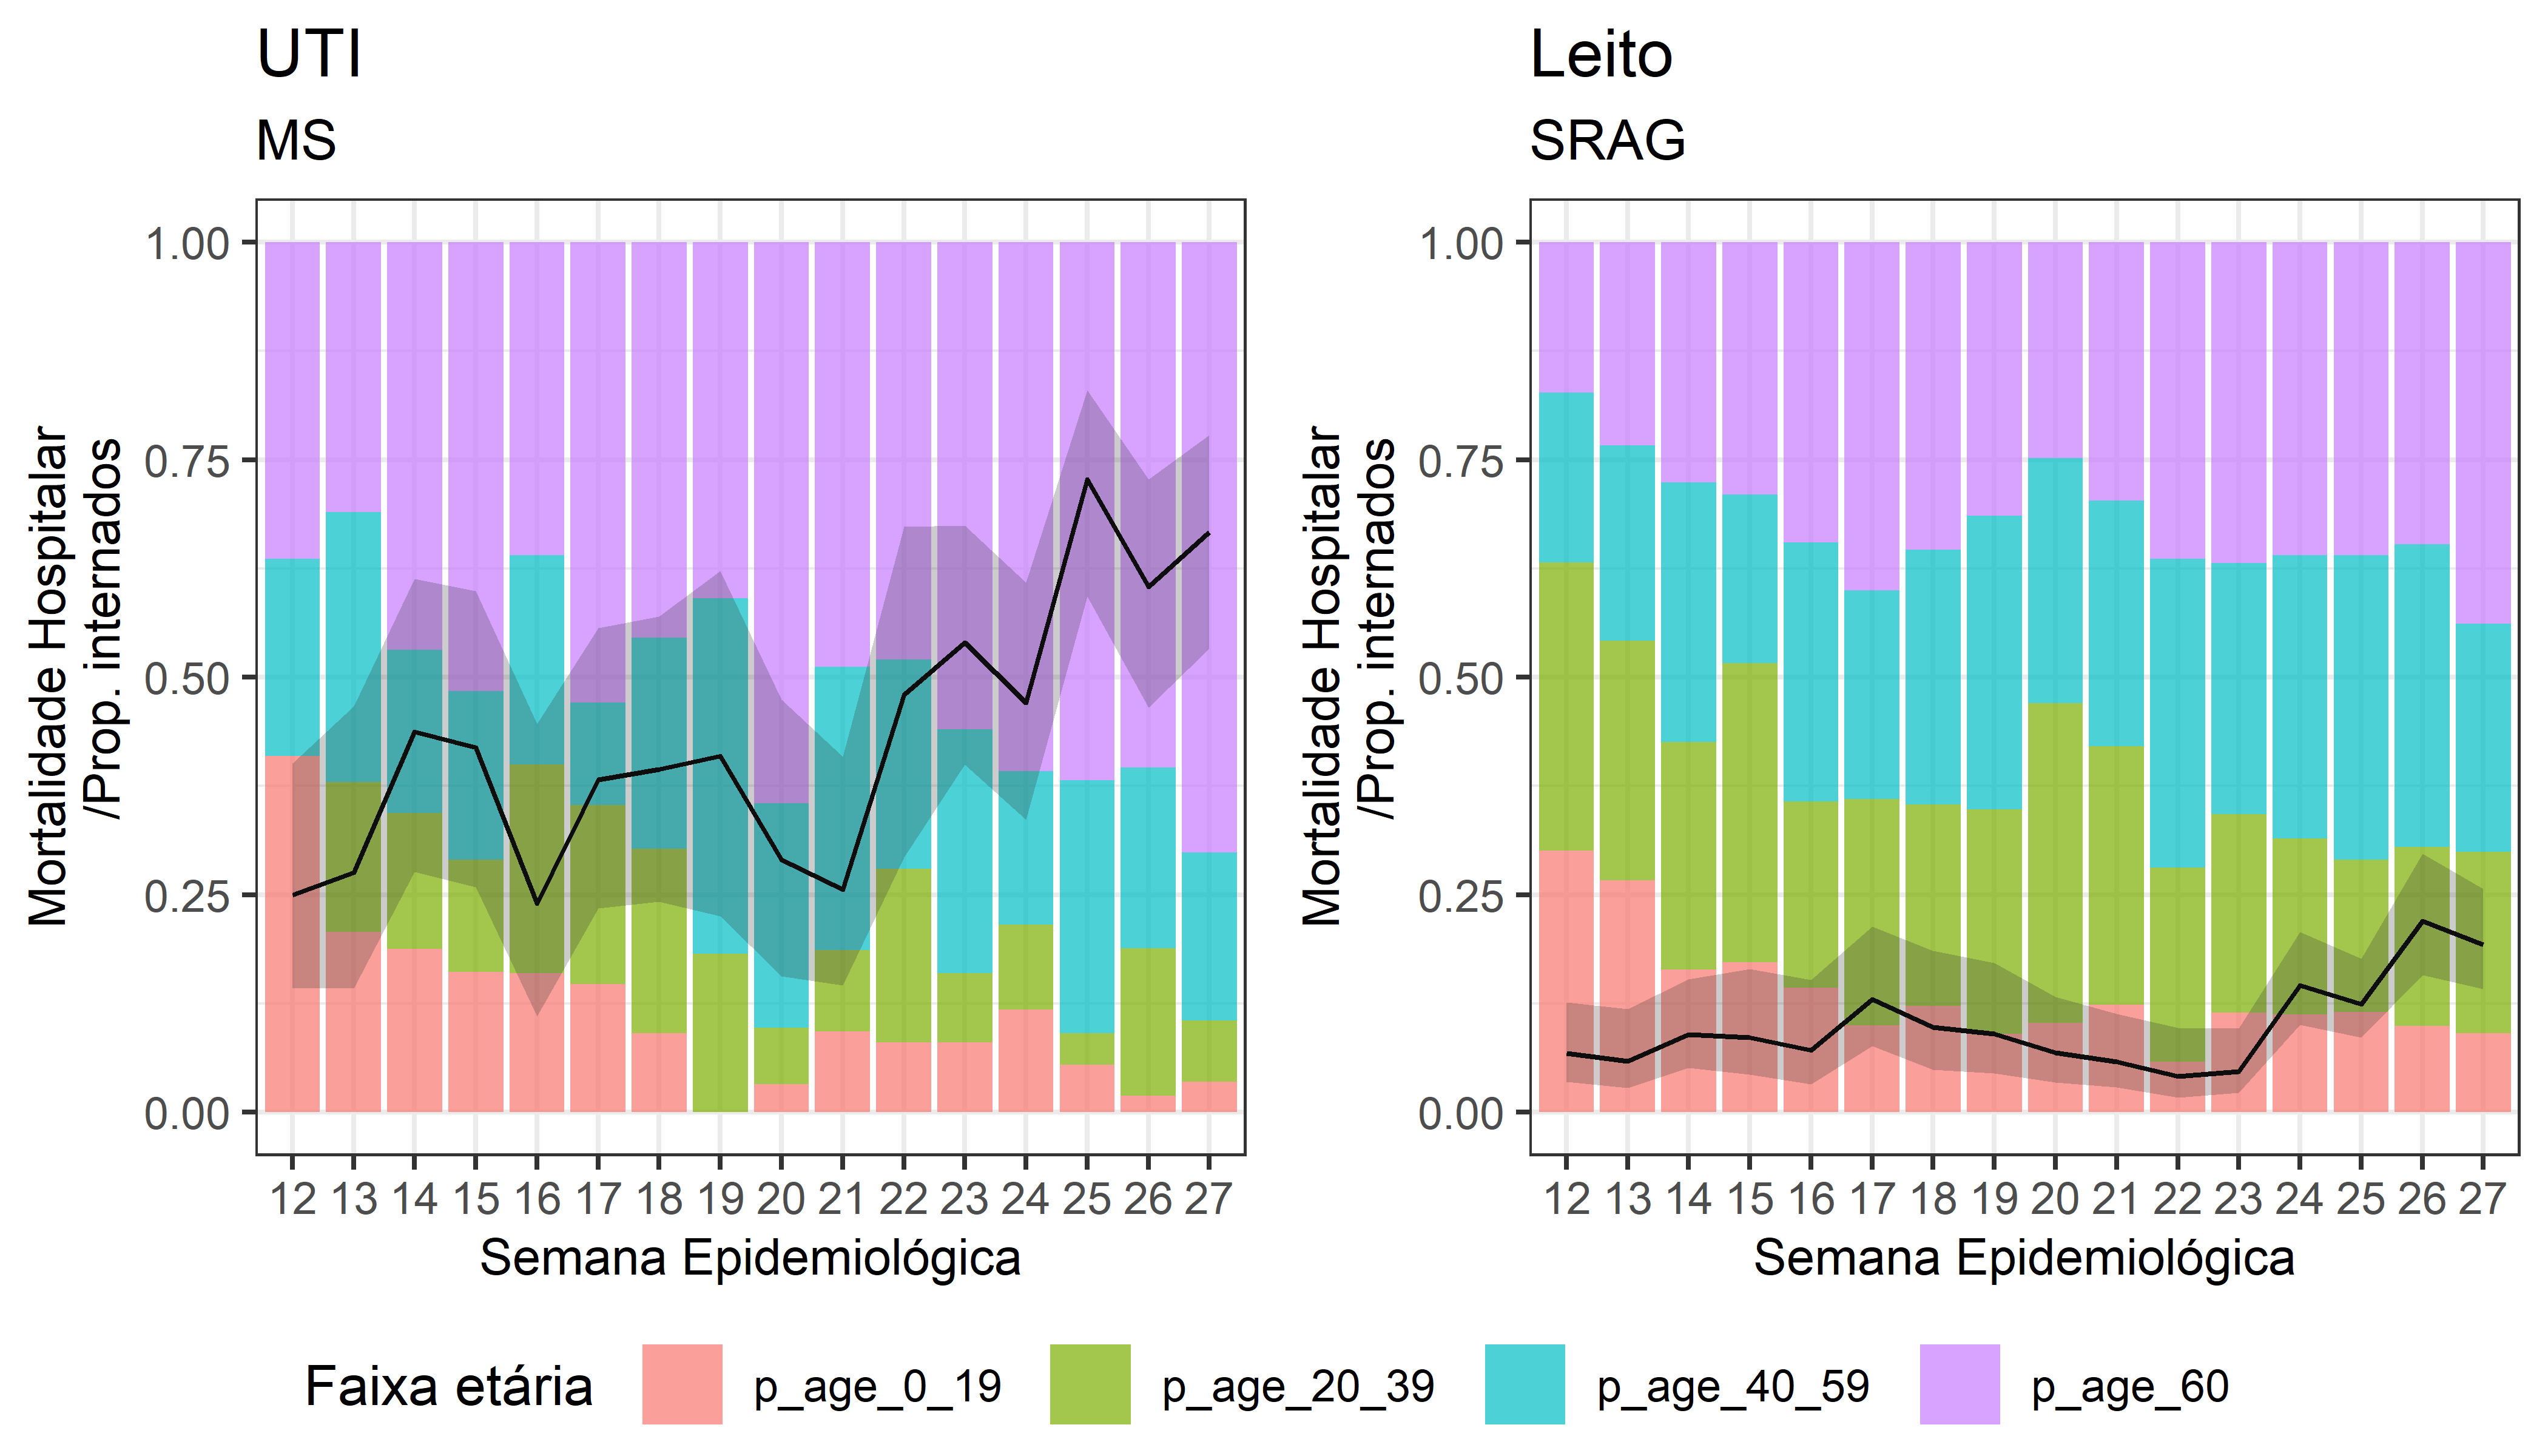 UTI
MS
Mortalidade Hospitalar
/Prop. internados
1.00
0.75
0.50
0.25
0.00
12 13 14 15 16 17 18 19 20 21 22 23 24 25 26 27
Semana Epidemiológica
Leito
SRAG
Mortalidade Hospitalar
/Prop. internados
1.00
0.75
0.50
0.25
0.00
12 13 14 15 16 17 18 19 20 21 22 23 24 25 26 27
Semana Epidemiológica
Faixa etária p_age_0_19 p_age_20_39 p_age_40_59 p_age_60